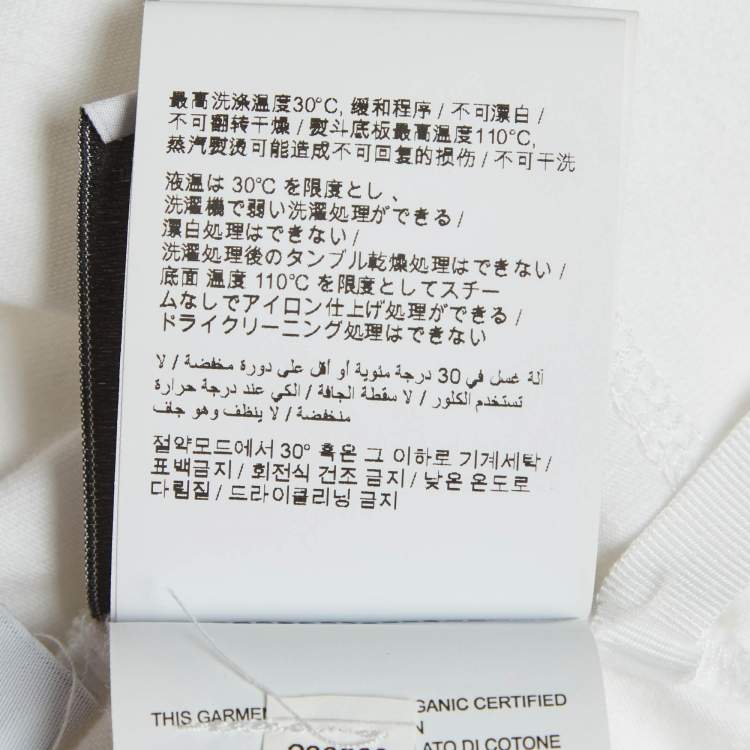 最高洗涤温度30°C, 缓和程序 / 不可漂白 /
不可翻转干燥 / 熨斗底板最高温度110°C,
蒸汽熨烫可能造成不可回复的损伤 / 不可干洗
液温は 30℃ を限度とし 、
洗濯機で弱い洗濯処理ができる /
漂白処理はできない /
洗濯処理後のタンブル乾燥処理はできない /
底面 温度 110℃ を限度としてスチー
ムなしでアイロン仕上げ処理ができる /
ドライクリーニング処理はできない
آلة غسل في 30 درجة مئوية أو أقل على دورة مخفضة / لا
تستخدم الكلور / لا سقطة الجافة / الكي عند درجة حرارة
منخفضة / لا ينظف وهو جاف
절약모드에서 30° 혹은 그 이하로 기계세탁 /
표백금지 / 회전식 건조 금지 / 낮은 온도로
다림질 / 드라이클리닝 금지
THIS GARMEN
GANIC CERTIFIED
ATO DI COTONE